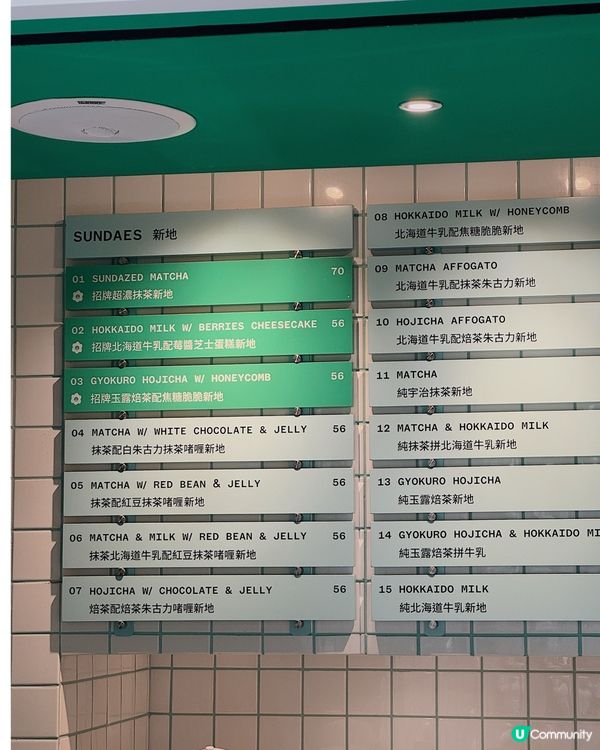 SUNDAES 新地
01 SUNDAZED MATCHA 70
招牌超濃抹茶新地
02 HOKKAIDO MILK W/ BERRIES CHEESECAKE 56
招牌北海道牛乳配莓醬芝士蛋糕新地
03 GYOKURO HOJICHA W/ HONEYCOMB 56
招牌玉露焙茶配焦糖脆脆新地
04 MATCHA W/ WHITE CHOCOLATE & JELLY 56
抹茶配白朱古力抹茶啫喱新地
05 MATCHA W/ RED BEAN & JELLY 56
抹茶配紅豆抹茶啫喱新地
06 MATCHA & MILK W/ RED BEAN & JELLY 56
抹茶北海道牛乳配紅豆抹茶啫喱新地
07 HOJICHA W/ CHOCOLATE & JELLY 56
焙茶配焙茶朱古力啫喱新地
08 HOKKAIDO MILK W/ HONEYCOMB
北海道牛乳配焦糖脆脆新地
09 MATCHA AFFOGATO
北海道牛乳配抹茶朱古力新地
10 HOJICHA AFFOGATO
北海道牛乳配焙茶朱古力新地
11 MATCHA
純宇治抹茶新地
12 MATCHA & HOKKAIDO MILK
純抹茶拼北海道牛乳新地
13 GYOKURO HOJICHA
純玉露焙茶新地
14 GYOKURO HOJICHA & HOKKAIDO MI
純玉露焙茶拼牛乳
15 HOKKAIDO MILK
純北海道牛乳新地
U Community